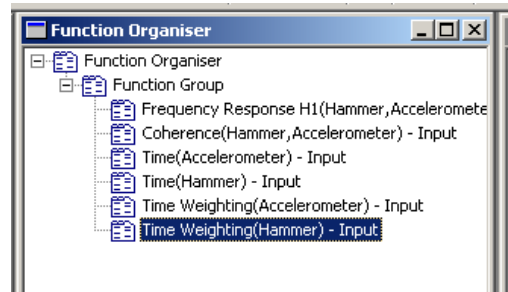 Function Organiser
Function Organiser
Function Group
Frequency Response H1(Hammer,Acceleromete
Coherence(Hammer,Accelerometer) - Input
Time(Accelerometer) - Input
Time(Hammer) - Input
Time Weighting(Accelerometer) - Input
Time Weighting(Hammer) - Input